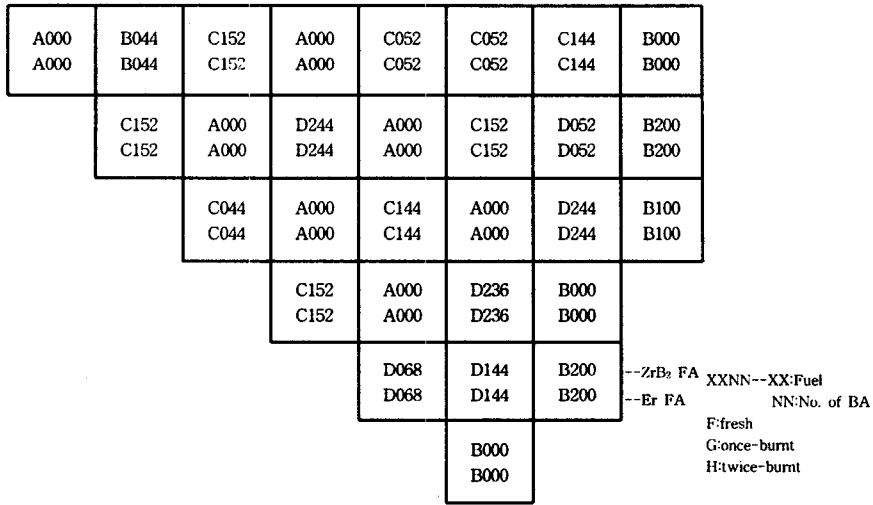 A000 B044 C152 A000 C052 C052 C144 B000
A000 B044 C152 A000 C052 C052 C144 B000
C152 A000 D244 A000 C152 D052 B200
C152 A000 D244 A000 C152 D052 B200
C044 A000 C144 A000 D244 B100
C044 A000 C144 A000 D244 B100
C152 A000 D236 B000
C152 A000 D236 B000
D068 D144 B200 --ZrB₂ FA XXNN--XX:Fuel
D068 D144 B200 --Er FA NN:No. of BA
F:fresh
B000 G:once-burnt
B000 H:twice-burnt